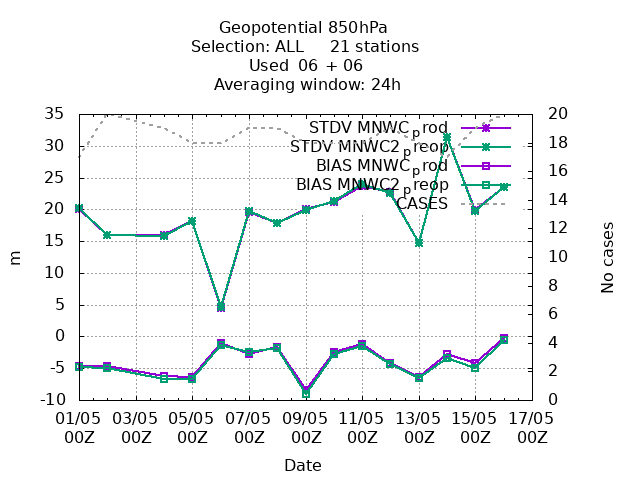 Geopotential 850hPa
Selection: ALL 21 stations
Used 06 + 06
Averaging window: 24h
STDV MNWC_prod
STDV MNWC2_preop
BIAS MNWC_prod
BIAS MNWC2_preop
CASES
35
30
25
20
15
10
5
0
-5
-10
m
20
18
16
14
12
10
8
6
4
2
0
No cases
01/05 03/05 05/05 07/05 09/05 11/05 13/05 15/05 17/05
00Z 00Z 00Z 00Z 00Z 00Z 00Z 00Z 00Z
Date